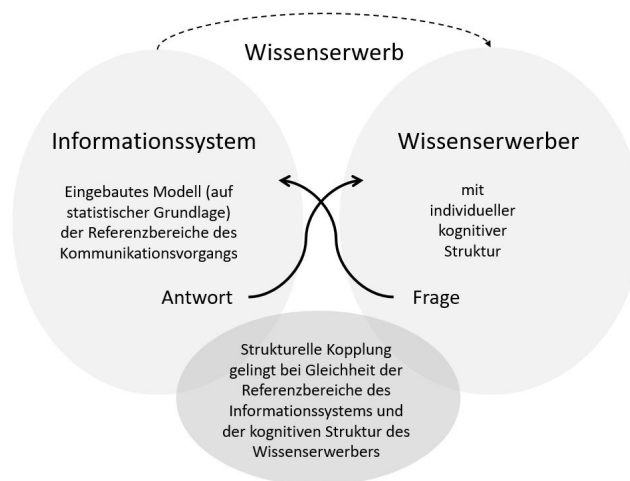 Wissenserwerb
Informationssystem
Eingebautes Modell (auf
statistischer Grundlage)
der Referenzbereiche des
Kommunikationsvorgangs
Antwort
Wissenserwerber
mit
individueller
kognitiver
Struktur
Frage
Strukturelle Kopplung
gelingt bei Gleichheit der
Referenzbereiche des
Informationssystems und
der kognitiven Struktur des
Wissenserwerbers